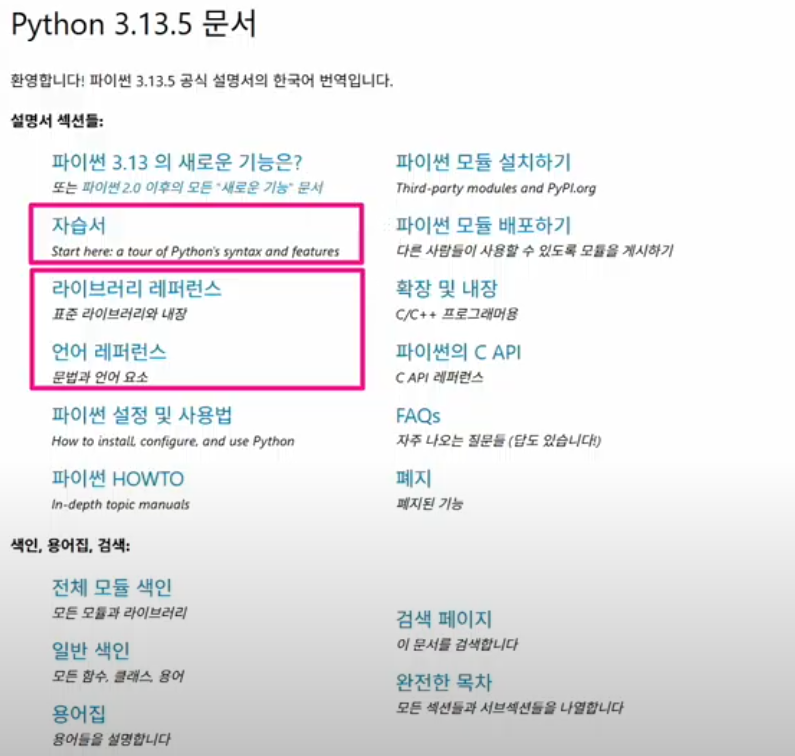 Python 3.13.5 문서
환영합니다! 파이썬 3.13.5 공식 설명서의 한국어 번역입니다.
설명서 섹션들:
파이썬 3.13 의 새로운 기능은?
또는 파이썬 2.0 이후의 모든 "새로운 기능" 문서
자습서
Start here: a tour of Python's syntax and features
라이브러리 레퍼런스
표준 라이브러리와 내장
언어 레퍼런스
문법과 언어 요소
파이썬 설정 및 사용법
How to install, configure, and use Python
파이썬 HOWTO
In-depth topic manuals
파이썬 모듈 설치하기
Third-party modules and PyPI.org
파이썬 모듈 배포하기
다른 사람들이 사용할 수 있도록 모듈을 게시하기
확장 및 내장
C/C++ 프로그래머용
파이썬의 C API
C API 레퍼런스
FAQs
자주 나오는 질문들 (답도 있습니다!)
폐지
폐지된 기능
색인, 용어집, 검색:
전체 모듈 색인
모든 모듈과 라이브러리
일반 색인
모든 함수, 클래스, 용어
용어집
용어들을 설명합니다
검색 페이지
이 문서를 검색합니다
완전한 목차
모든 섹션들과 서브섹션들을 나열합니다